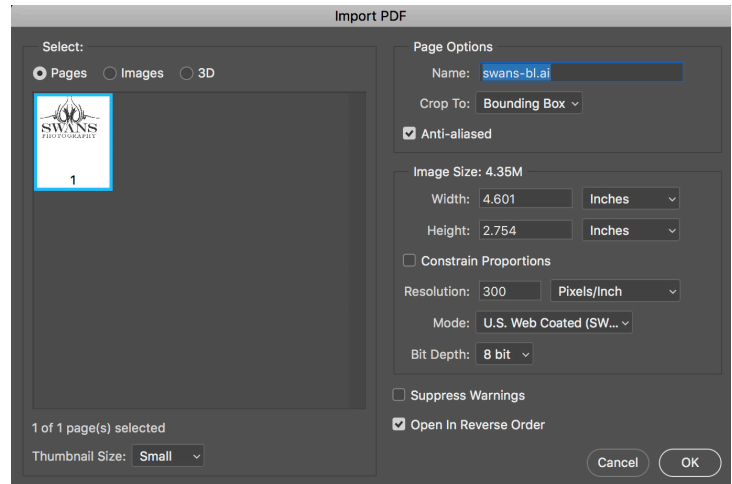 Import PDF
Select:
Pages Images 3D
SWANS
PHOTOGRAPHY
1
1 of 1 page(s) selected
Thumbnail Size: Small
Page Options
Name: swans-bl.ai
Crop To: Bounding Box
Anti-aliased
Image Size: 4.35M
Width: 4.601 Inches
Height: 2.754 Inches
Constrain Proportions
Resolution: 300 Pixels/Inch
Mode: U.S. Web Coated (SW...
Bit Depth: 8 bit
Suppress Warnings
Open In Reverse Order
Cancel OK